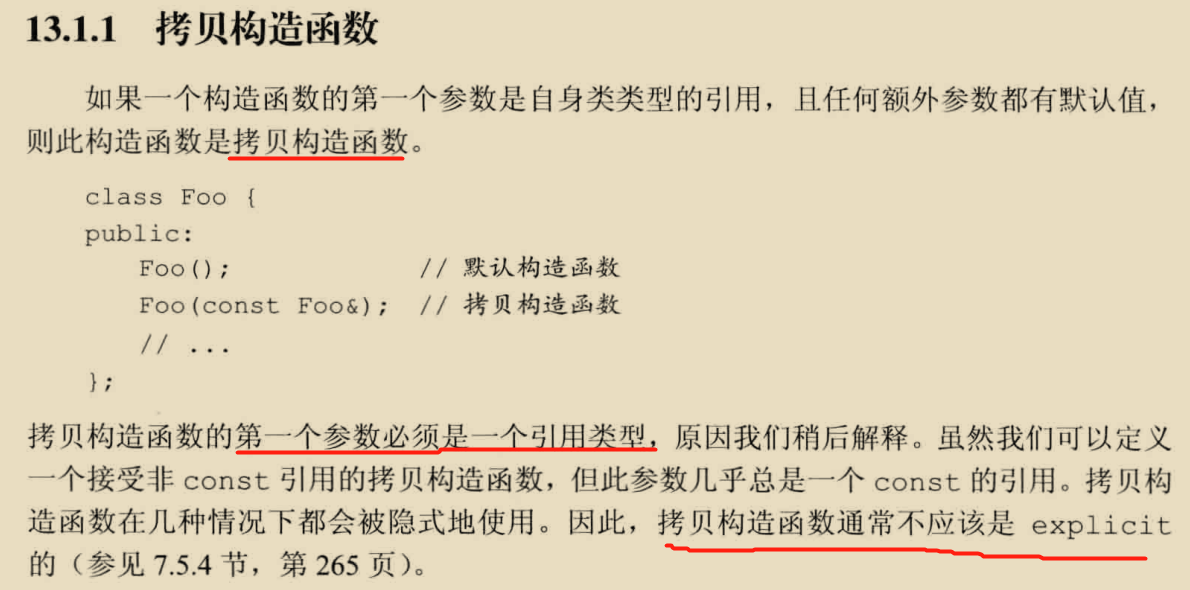 13.1.1 拷贝构造函数
如果一个构造函数的第一个参数是自身类类型的引用，且任何额外参数都有默认值，
则此构造函数是拷贝构造函数。
class Foo {
public:
Foo(); // 默认构造函数
Foo(const Foo&); // 拷贝构造函数
// ...
};
拷贝构造函数的第一个参数必须是一个引用类型，原因我们稍后解释。虽然我们可以定义
一个接受非 const 引用的拷贝构造函数，但此参数几乎总是一个 const 的引用。拷贝构
造函数在几种情况下都会被隐式地使用。因此，拷贝构造函数通常不应该是 explicit
的（参见 7.5.4 节，第 265 页）。